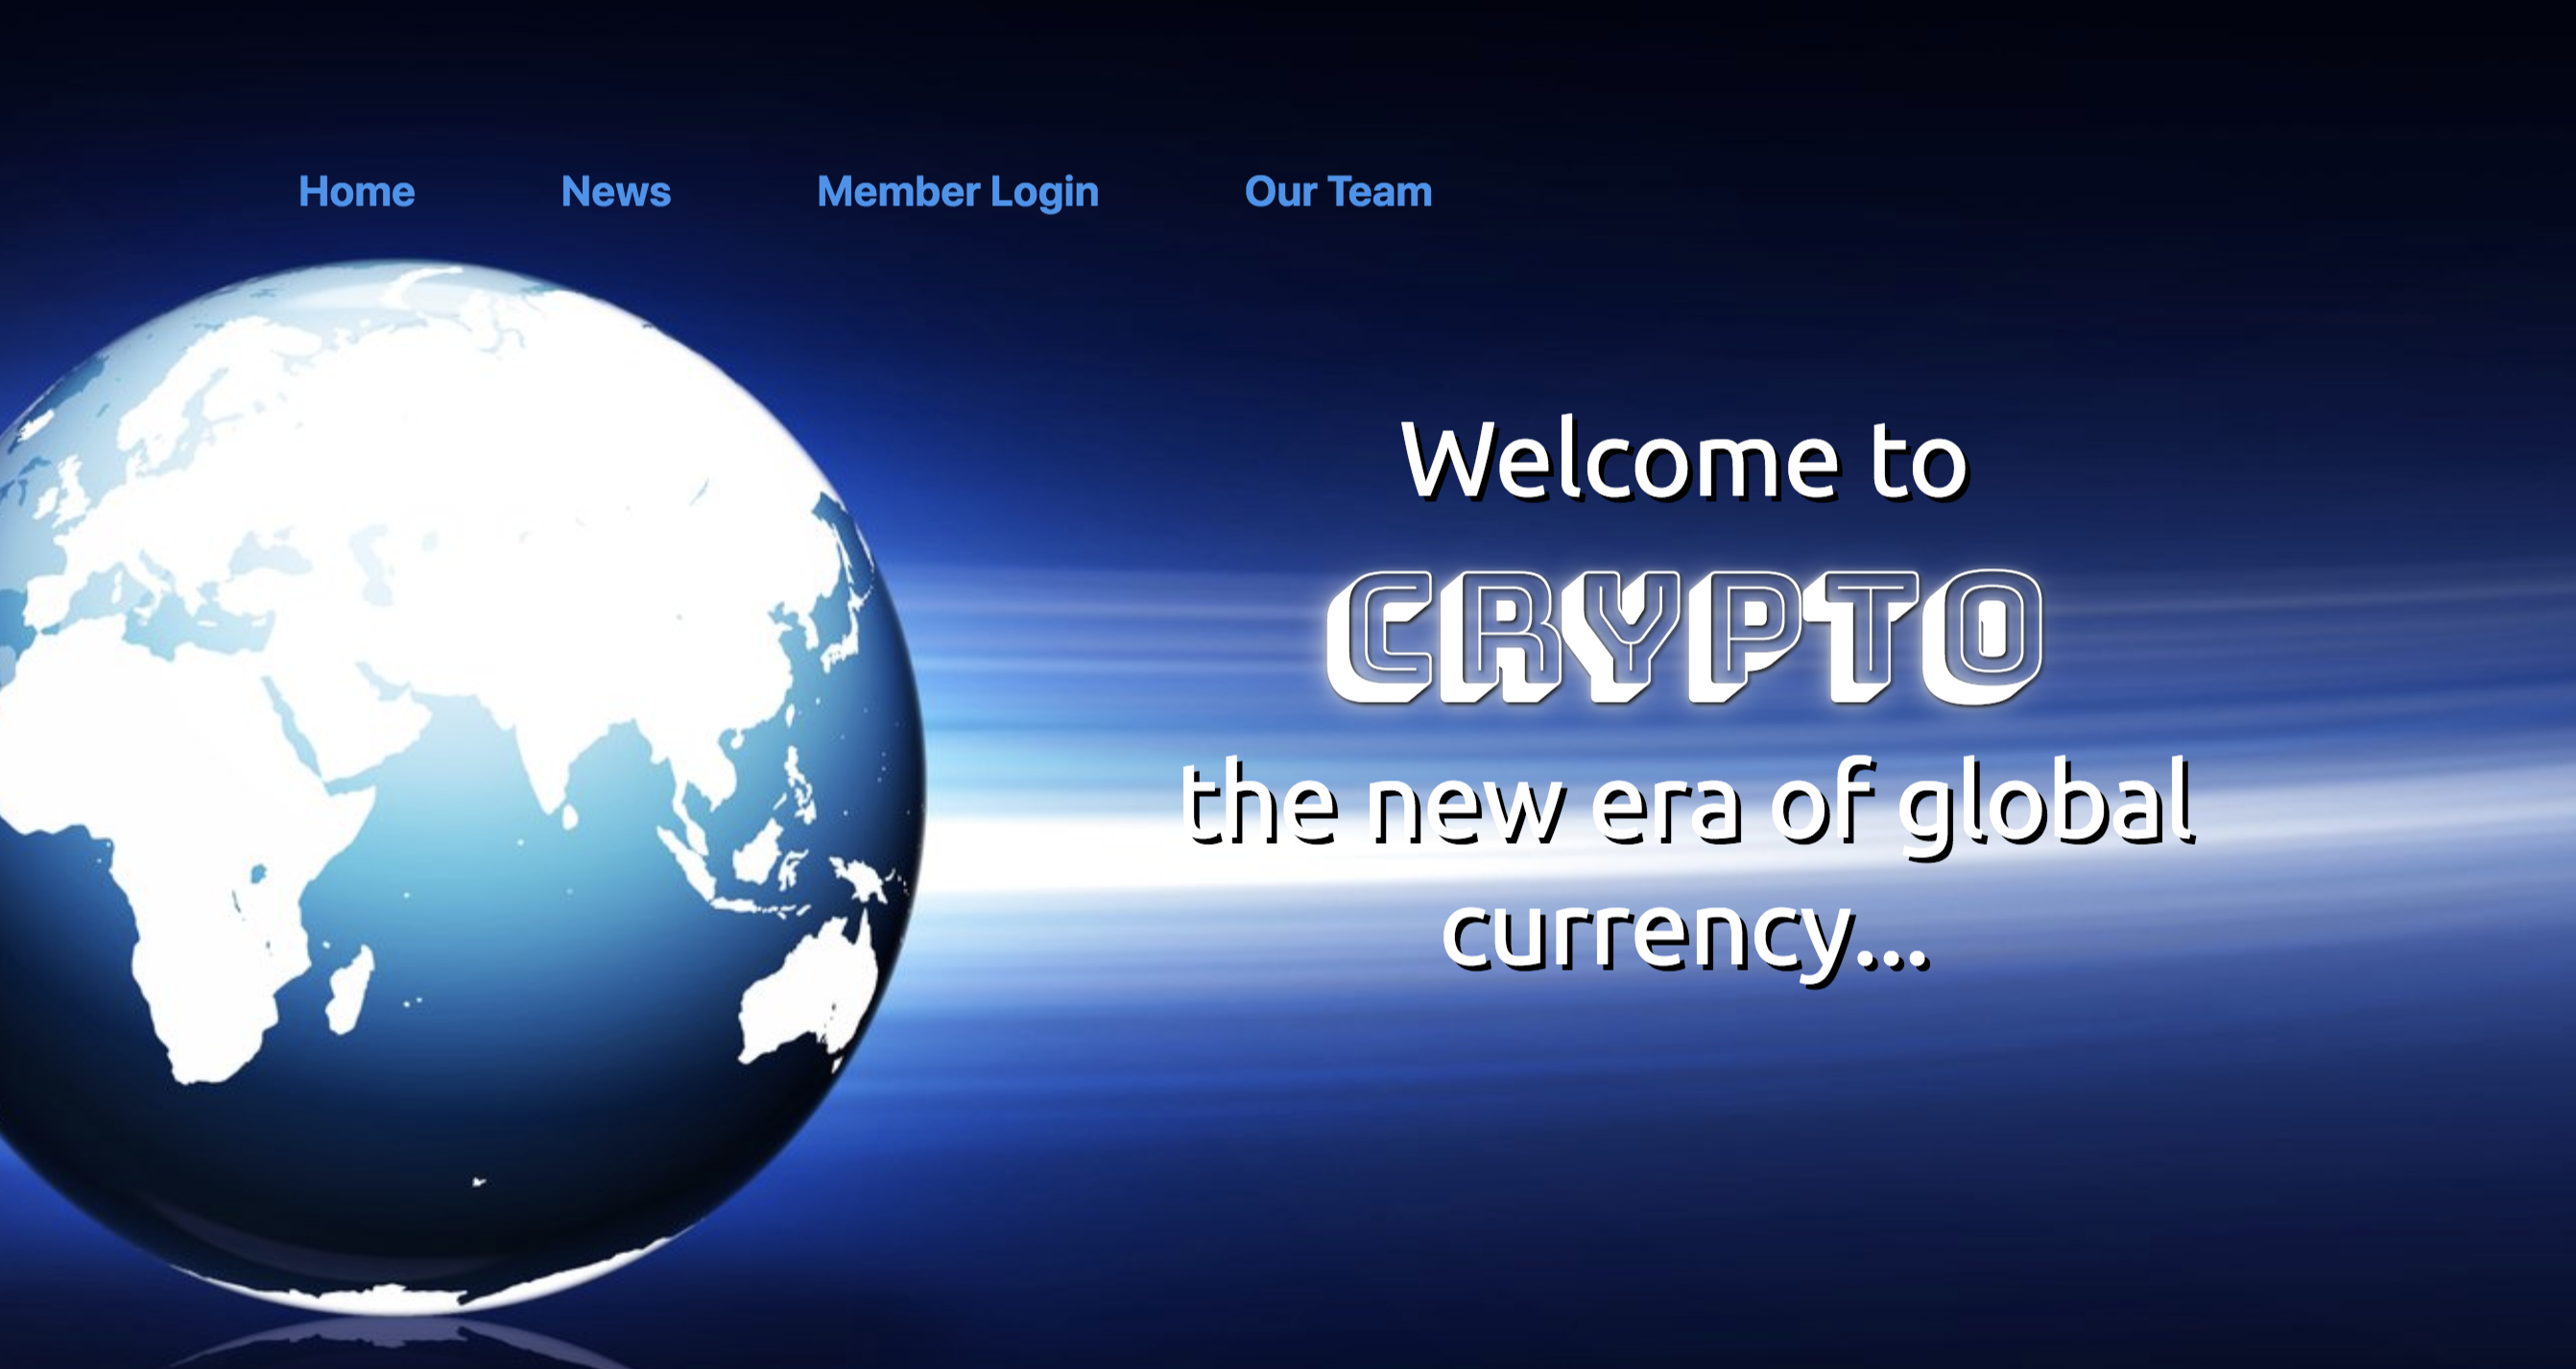 Home News Member Login Our Team
Welcome to
CRYPTO
the new era of global
currency...